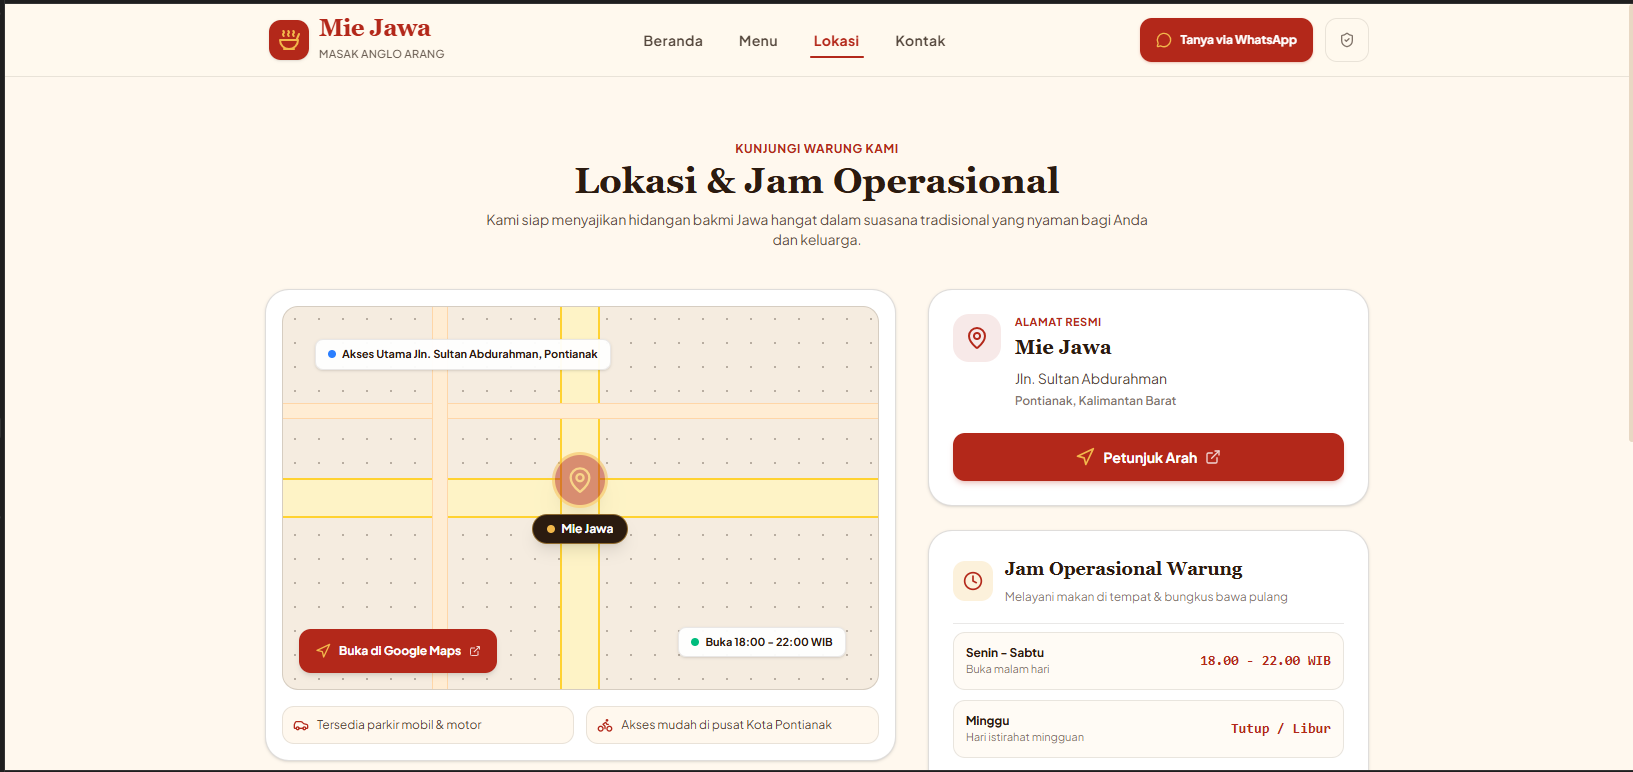 Mie Jawa
MASAK ANGLO ARANG
Beranda
Menu
Lokasi
Kontak
Tanya via WhatsApp
KUNJUNGI WARUNG KAMI
Lokasi & Jam Operasional
Kami siap menyajikan hidangan bakmi Jawa hangat dalam suasana tradisional yang nyaman bagi Anda
dan keluarga.
Akses Utama Jln. Sultan Abdurahman, Pontianak
Mie Jawa
Buka di Google Maps
Buka 18:00 - 22:00 WIB
Tersedia parkir mobil & motor
Akses mudah di pusat Kota Pontianak
ALAMAT RESMI
Mie Jawa
Jln. Sultan Abdurahman
Pontianak, Kalimantan Barat
Petunjuk Arah
Jam Operasional Warung
Melayani makan di tempat & bungkus bawa pulang
Senin - Sabtu
Buka malam hari
18.00 - 22.00 WIB
Minggu
Hari istirahat mingguan
Tutup / Libur